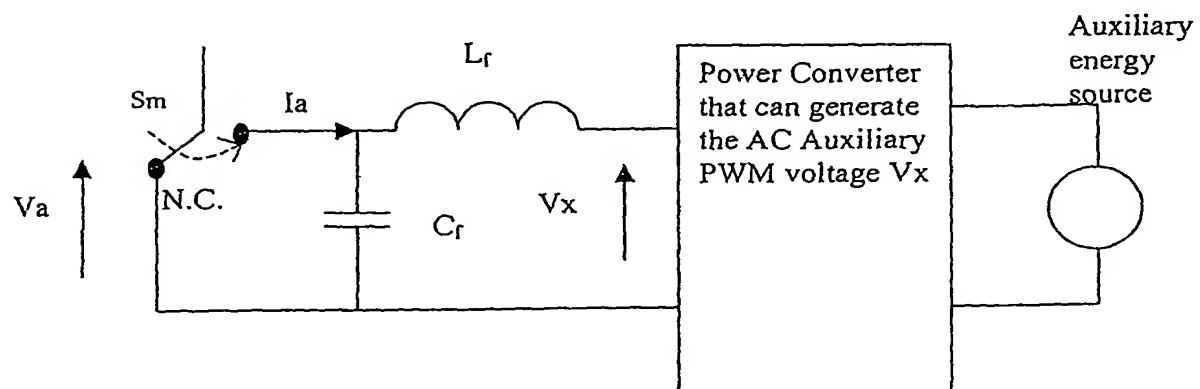 Auxiliary
energy
source
Lf
Power Converter
that can generate
the AC Auxiliary
PWM voltage Vx
Sm
Ia
N.C.
Va
Cf
Vx